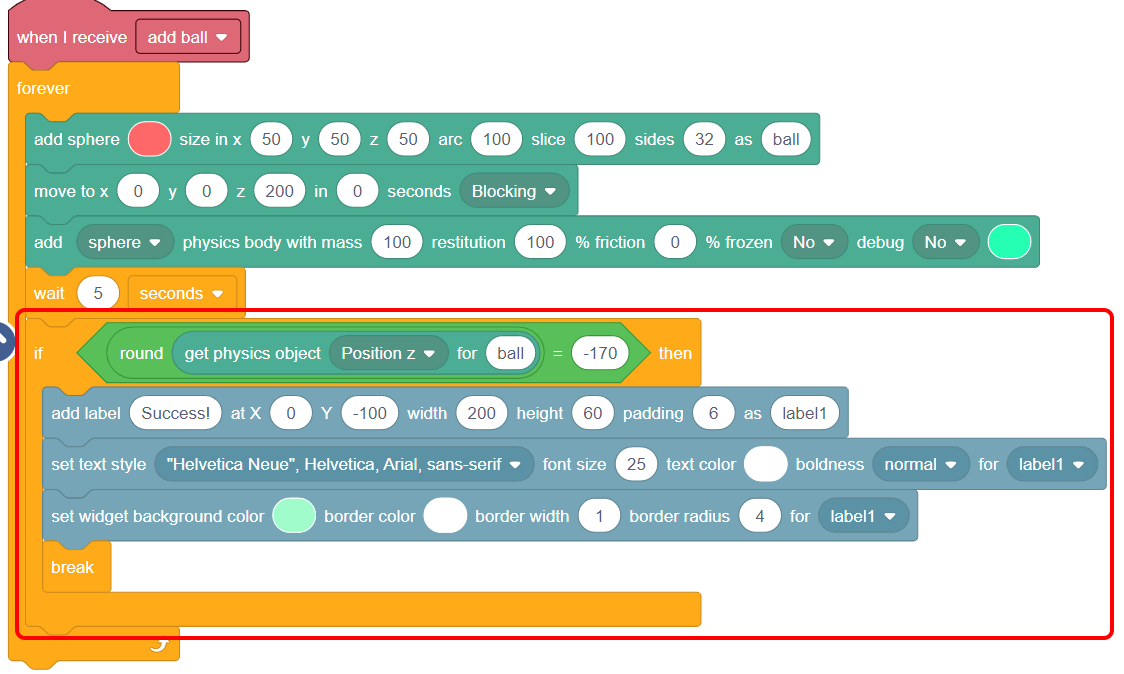 when I receive add ball
forever
add sphere size in x 50 y 50 z 50 arc 100 slice 100 sides 32 as ball
move to x 0 y 0 z 200 in 0 seconds Blocking
add sphere physics body with mass 100 restitution 100 % friction 0 % frozen No debug No
wait 5 seconds
if round get physics object Position z for ball = -170 then
add label Success! at X 0 Y -100 width 200 height 60 padding 6 as label1
set text style "Helvetica Neue", Helvetica, Arial, sans-serif font size 25 text color boldness normal for label1
set widget background color border color border width 1 border radius 4 for label1
break